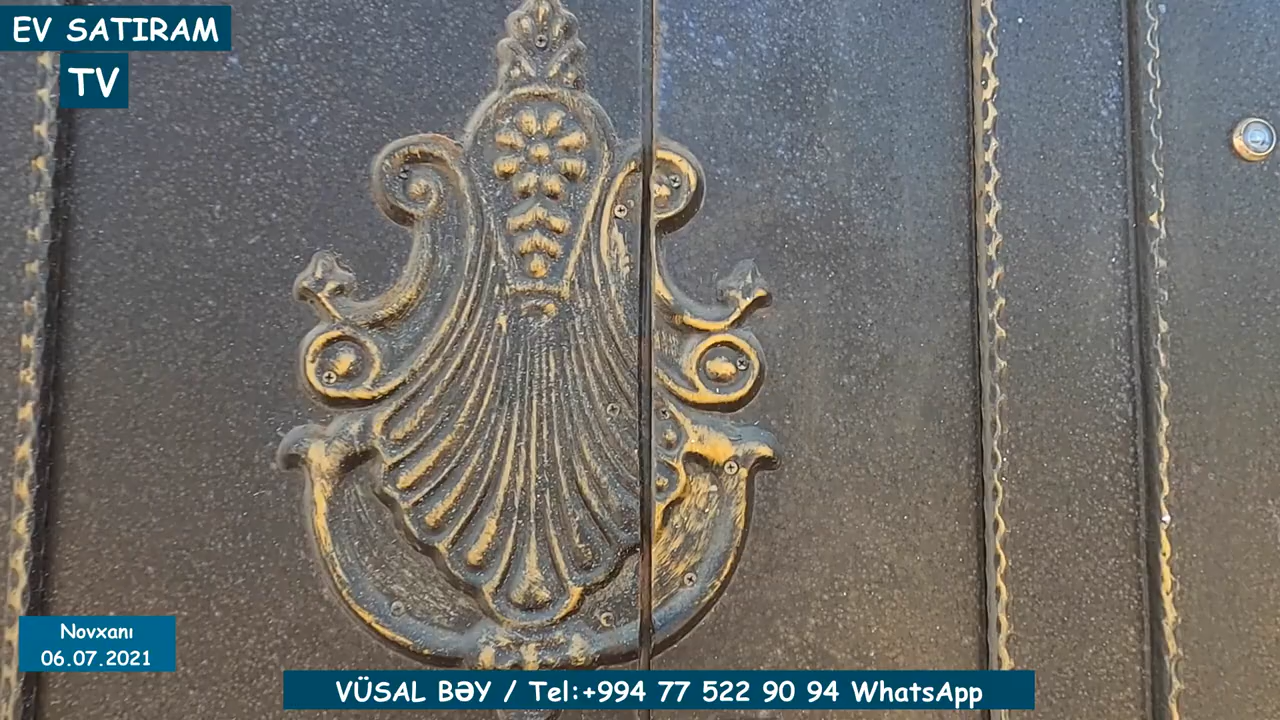 EV SATIRAM
TV
Novxanı
06.07.2021
VÜSAL BƏY / Tel:+994 77 522 90 94 WhatsApp